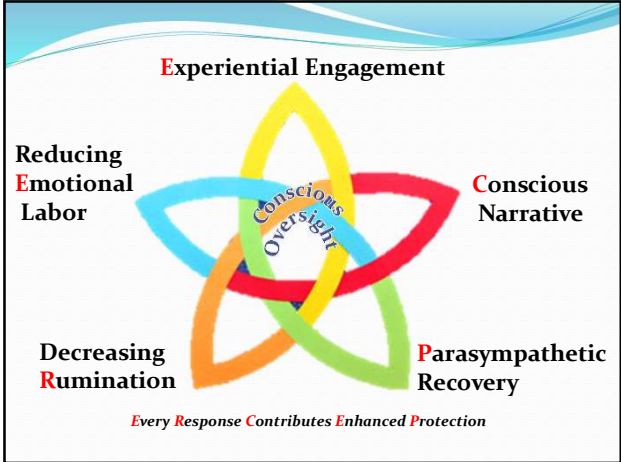 Experiential Engagement
Reducing
Emotional
Labor
Conscious
Narrative
Conscious
Oversight
Decreasing
Rumination
Parasympathetic
Recovery
Every Response Contributes Enhanced Protection